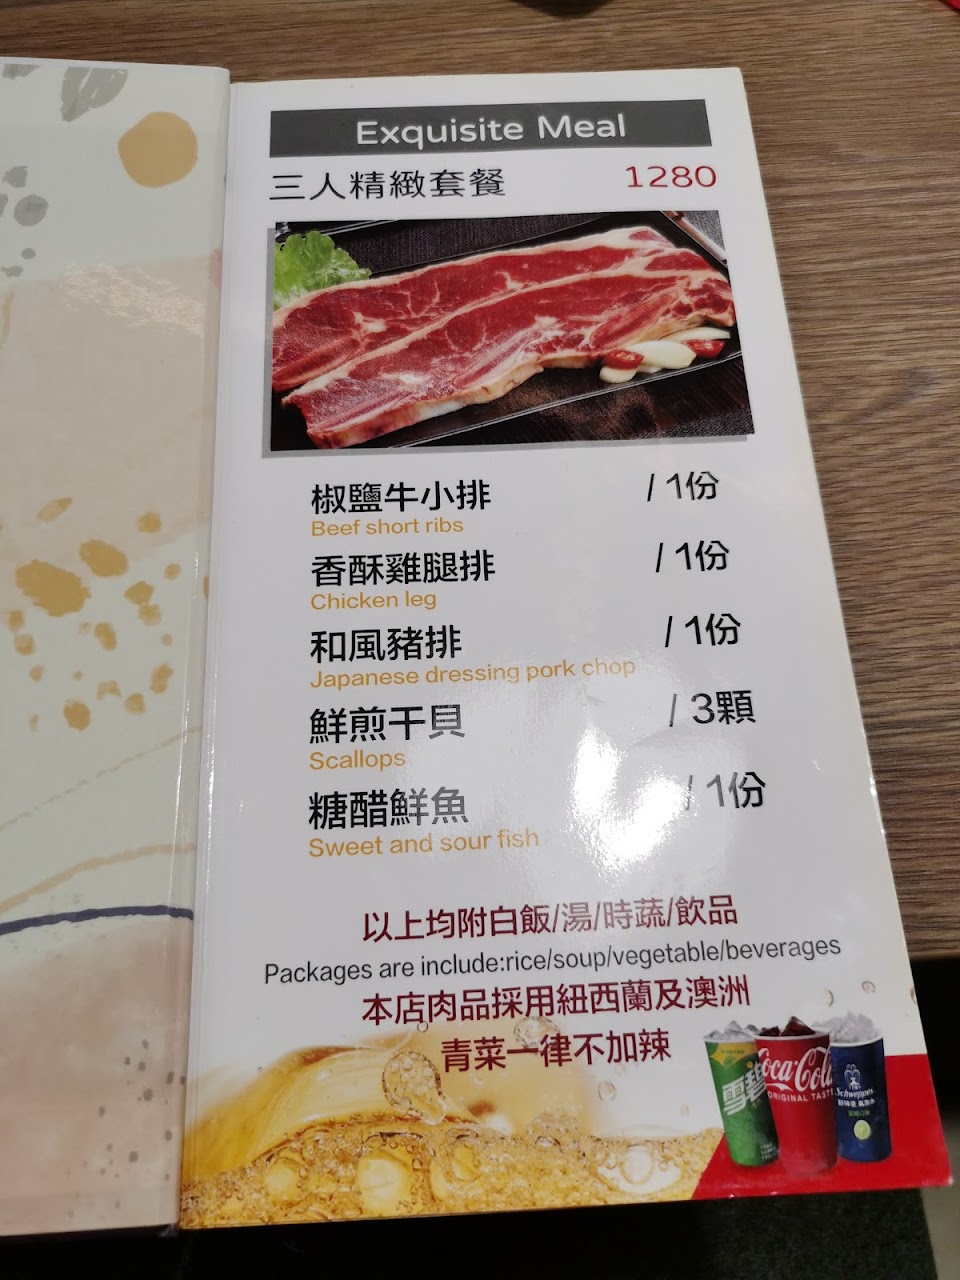 Exquisite Meal
三人精緻套餐 1280
椒鹽牛小排 / 1份
Beef short ribs
香酥雞腿排 / 1份
Chicken leg
和風豬排 / 1份
Japanese dressing pork chop
鮮煎干貝 / 3顆
Scallops
糖醋鮮魚 / 1份
Sweet and sour fish
以上均附白飯/湯/時蔬/飲品
Packages are include:rice/soup/vegetable/beverages
本店肉品採用紐西蘭及澳洲
青菜一律不加辣
雪碧
Coca-Cola
ORIGINAL TASTE
Schweppes